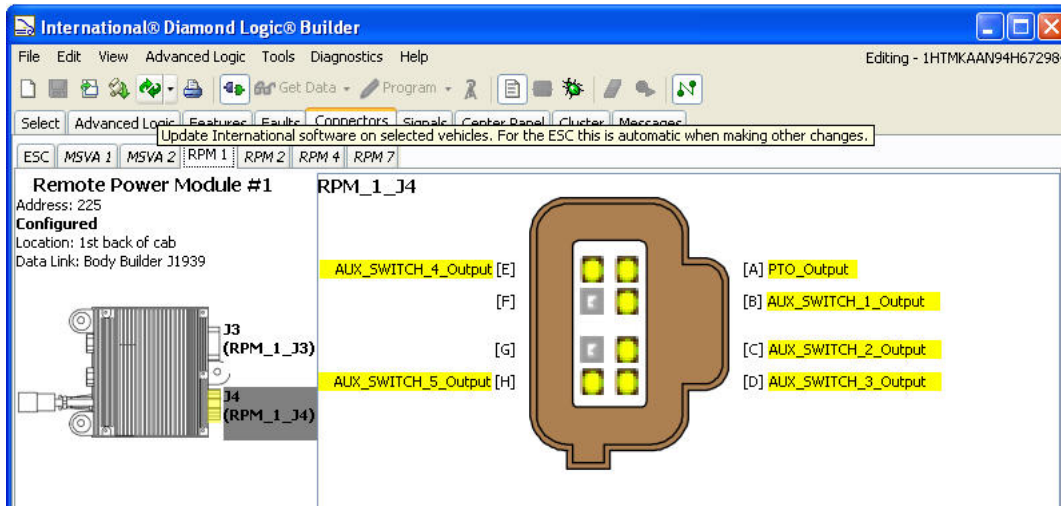 International® Diamond Logic® Builder
File Edit View Advanced Logic Tools Diagnostics Help
Editing - 1HTMKAAN94H67298
Get Data Program
Select Advanced Logic Features Faults Connectors Signals Center Panel Cluster Messages
Update International software on selected vehicles. For the ESC this is automatic when making other changes.
ESC MSVA 1 MSVA 2 RPM 1 RPM 2 RPM 4 RPM 7
Remote Power Module #1
Address: 225
Configured
Location: 1st back of cab
Data Link: Body Builder J1939
J3
(RPM_1_J3)
J4
(RPM_1_J4)
RPM_1_J4
AUX_SWITCH_4_Output [E]
[F]
[G]
AUX_SWITCH_5_Output [H]
[A] PTO_Output
[B] AUX_SWITCH_1_Output
[C] AUX_SWITCH_2_Output
[D] AUX_SWITCH_3_Output